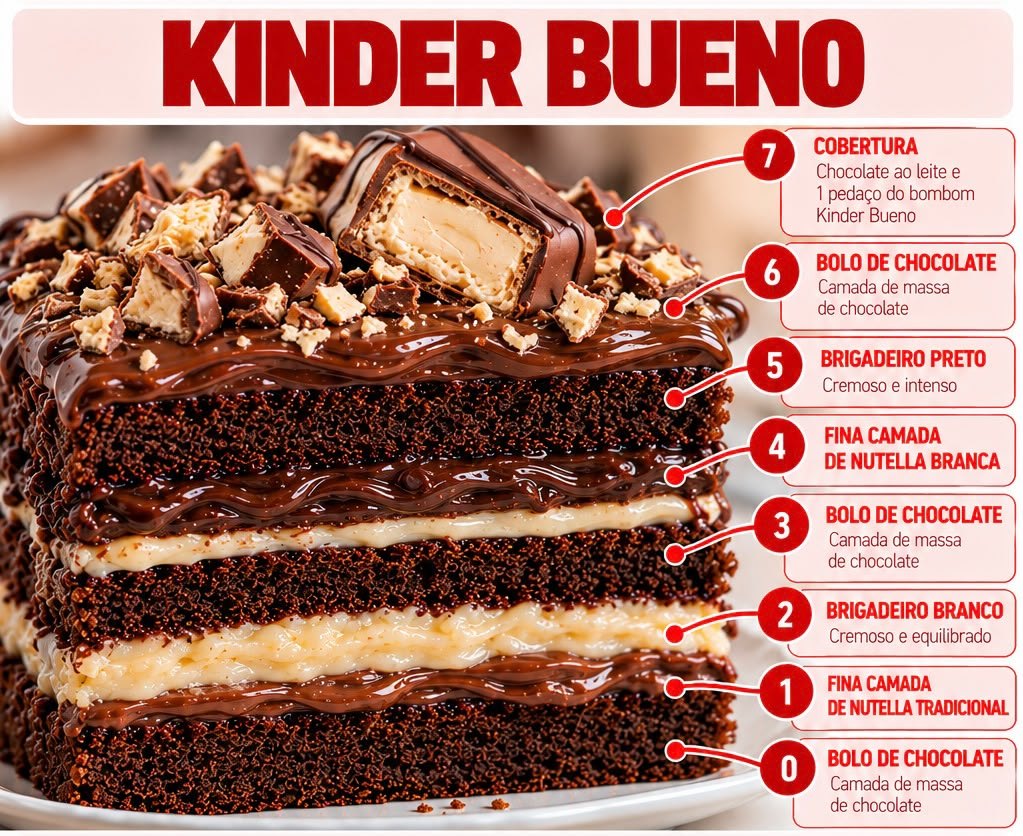 KINDER BUENO
7
COBERTURA
Chocolate ao leite e
1 pedaço do bombom
Kinder Bueno
6
BOLO DE CHOCOLATE
Camada de massa
de chocolate
5
BRIGADEIRO PRETO
Cremoso e intenso
4
FINA CAMADA
DE NUTELLA BRANCA
3
BOLO DE CHOCOLATE
Camada de massa
de chocolate
2
BRIGADEIRO BRANCO
Cremoso e equilibrado
1
FINA CAMADA
DE NUTELLA TRADICIONAL
0
BOLO DE CHOCOLATE
Camada de massa
de chocolate